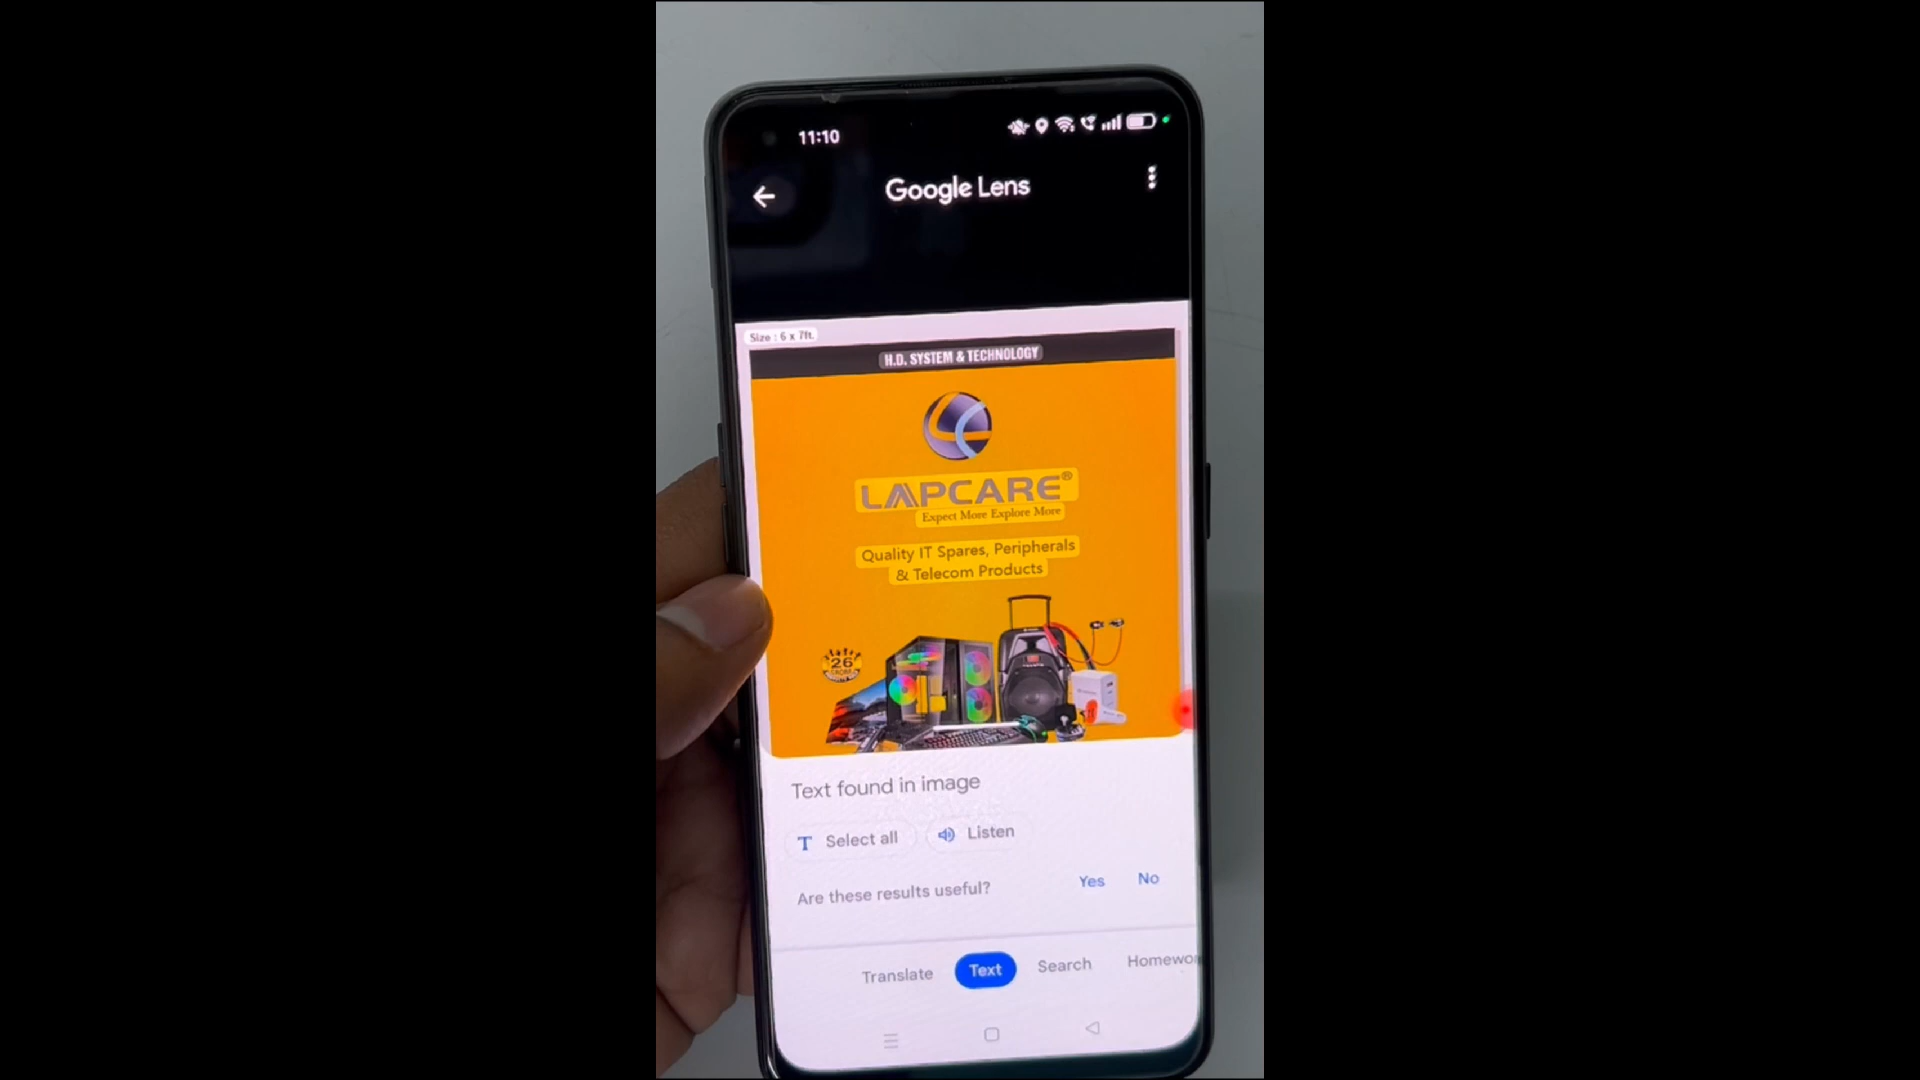 11:10
Google Lens
Size : 6 x 7ft.
H.D. SYSTEM & TECHNOLOGY
LAPCARE®
Expect More Explore More
Quality IT Spares, Peripherals
& Telecom Products
26
Text found in image
Select all
Listen
Are these results useful?
Yes
No
Translate
Text
Search
Homewor